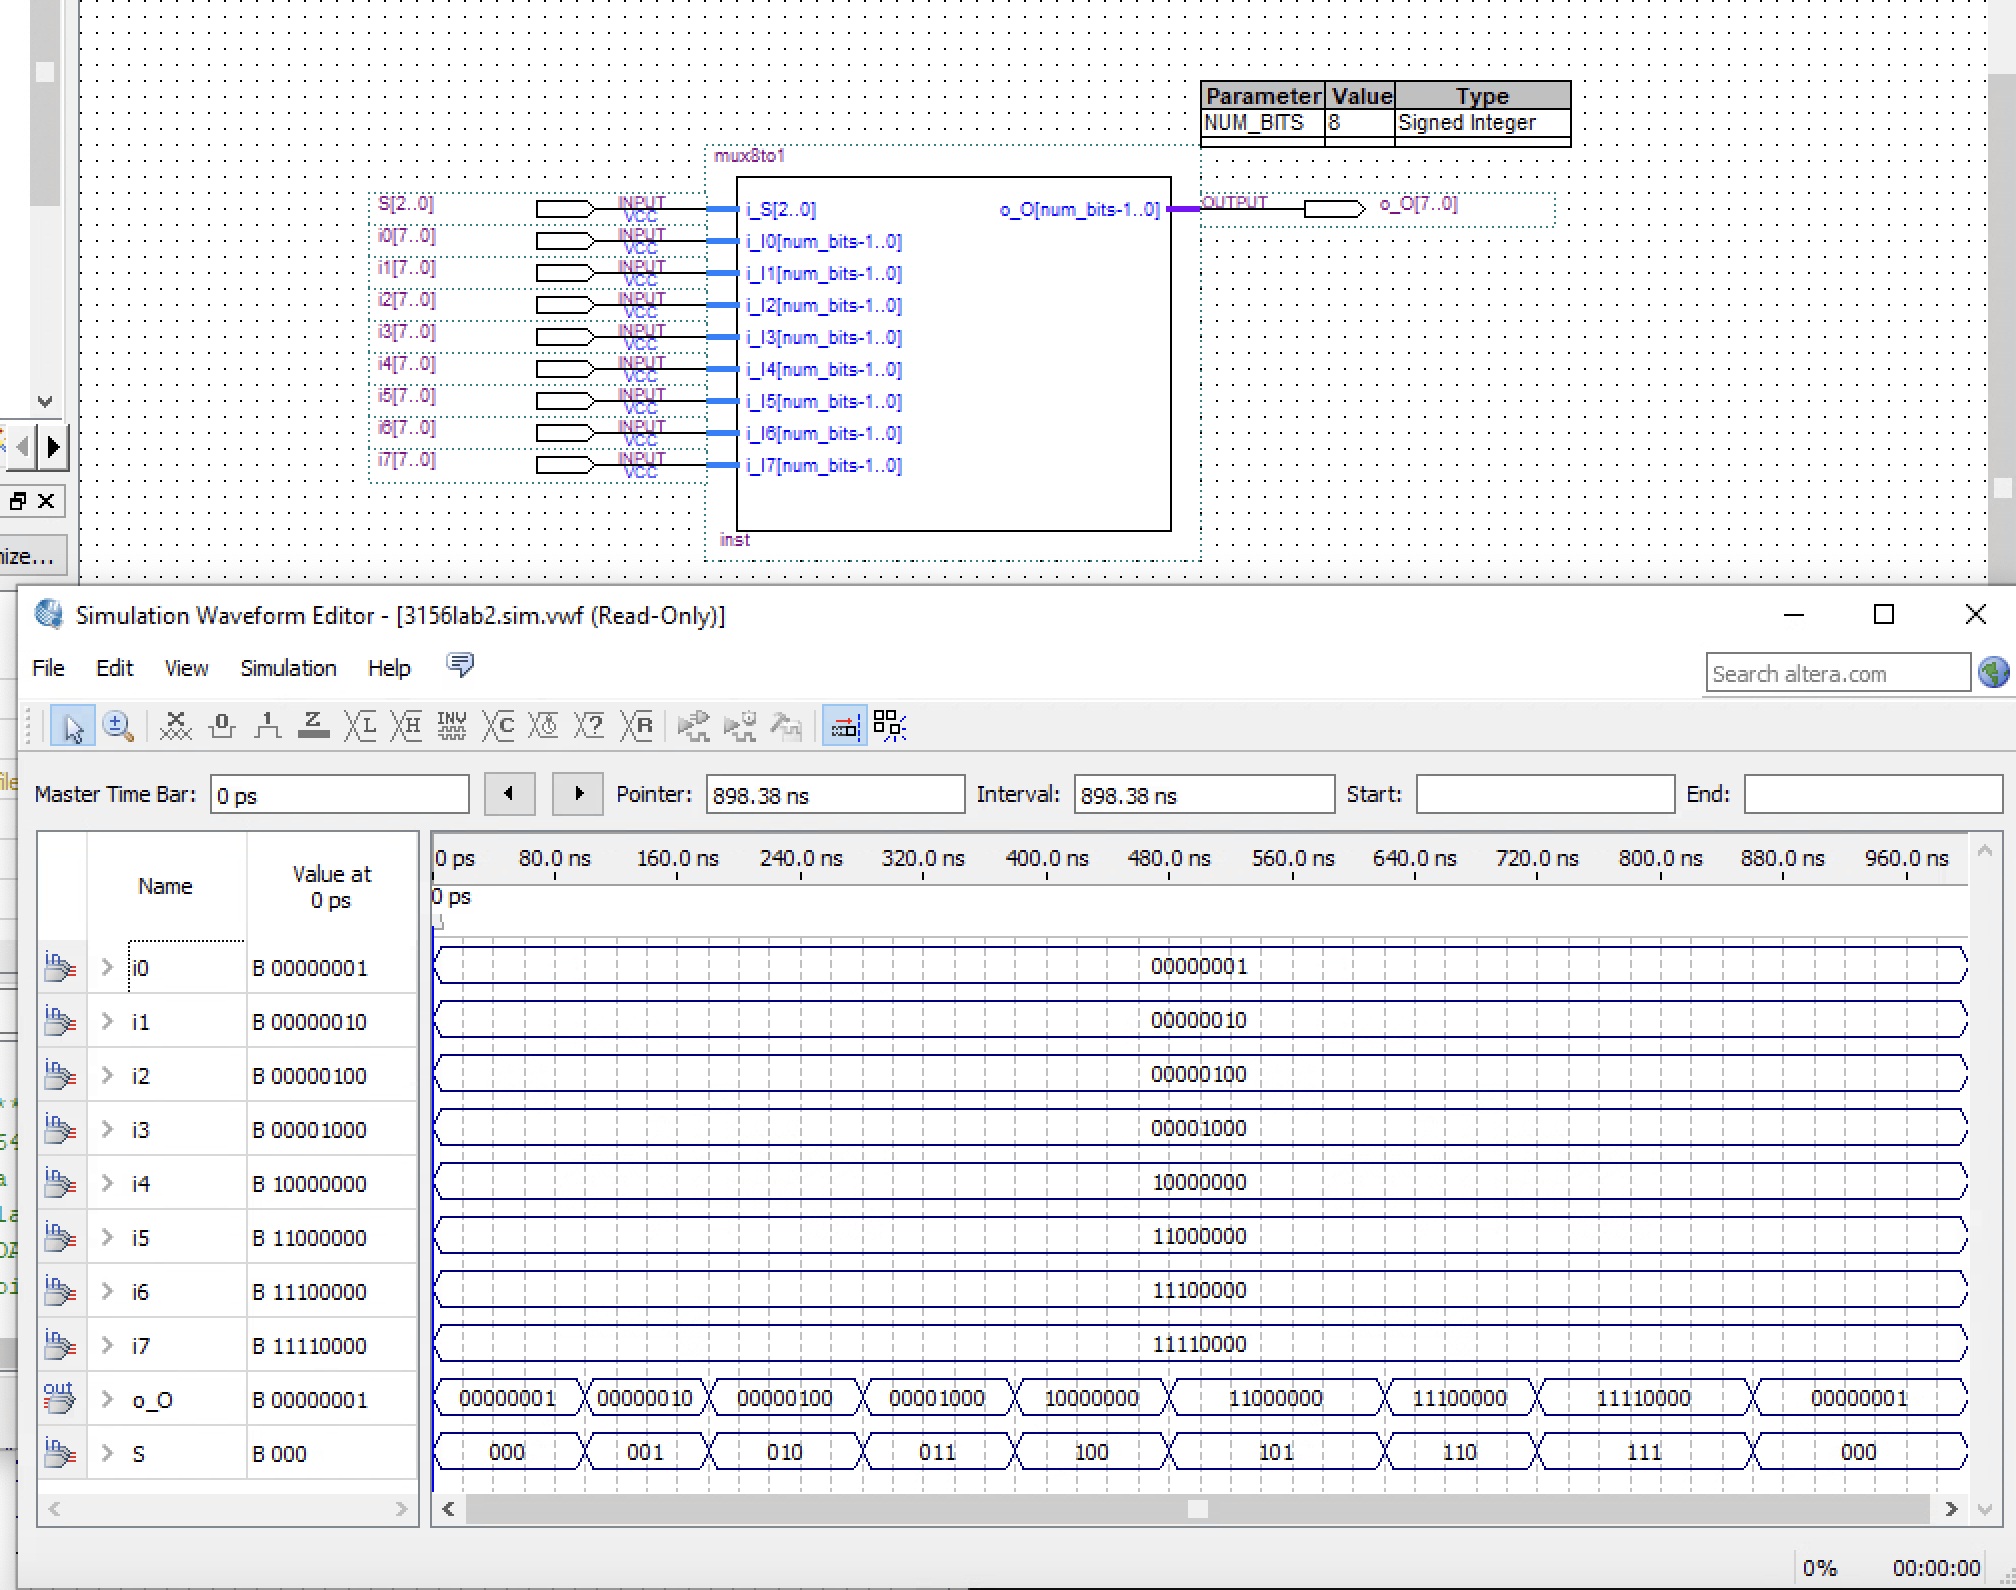 Parameter Value Type
NUM_BITS 8 Signed Integer
mux8to1
S[2..0] INPUT VCC i_S[2..0] o_O[num_bits-1..0] OUTPUT o_O[7..0]
i0[7..0] INPUT VCC i_I0[num_bits-1..0]
i1[7..0] INPUT VCC i_I1[num_bits-1..0]
i2[7..0] INPUT VCC i_I2[num_bits-1..0]
i3[7..0] INPUT VCC i_I3[num_bits-1..0]
i4[7..0] INPUT VCC i_I4[num_bits-1..0]
i5[7..0] INPUT VCC i_I5[num_bits-1..0]
i6[7..0] INPUT VCC i_I6[num_bits-1..0]
i7[7..0] INPUT VCC i_I7[num_bits-1..0]
inst
nize...
Simulation Waveform Editor - [3156lab2.sim.vwf (Read-Only)]
File Edit View Simulation Help
Search altera.com
Master Time Bar: 0 ps Pointer: 898.38 ns Interval: 898.38 ns Start: End:
Name Value at 0 ps
0 ps 80.0 ns 160.0 ns 240.0 ns 320.0 ns 400.0 ns 480.0 ns 560.0 ns 640.0 ns 720.0 ns 800.0 ns 880.0 ns 960.0 ns
0 ps
in i0 B 00000001 00000001
in i1 B 00000010 00000010
in i2 B 00000100 00000100
in i3 B 00001000 00001000
in i4 B 10000000 10000000
in i5 B 11000000 11000000
in i6 B 11100000 11100000
in i7 B 11110000 11110000
out o_O B 00000001 00000001 00000010 00000100 00001000 10000000 11000000 11100000 11110000 00000001
in S B 000 000 001 010 011 100 101 110 111 000
0% 00:00:00